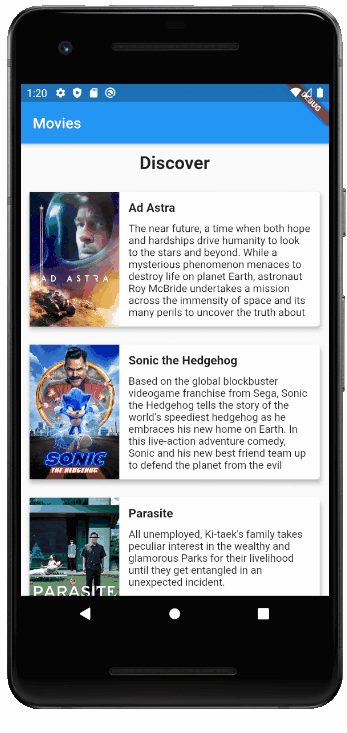 1:20
DEBUG
Movies
Discover
AD ASTRA
Ad Astra
The near future, a time when both hope
and hardships drive humanity to look
to the stars and beyond. While a
mysterious phenomenon menaces to
destroy life on planet Earth, astronaut
Roy McBride undertakes a mission
across the immensity of space and its
many perils to uncover the truth about
SONIC
THE HEDGEHOG
Sonic the Hedgehog
Based on the global blockbuster
videogame franchise from Sega, Sonic
the Hedgehog tells the story of the
world's speediest hedgehog as he
embraces his new home on Earth. In
this live-action adventure comedy,
Sonic and his new best friend team up
to defend the planet from the evil
PARASITE
Parasite
All unemployed, Ki-taek's family takes
peculiar interest in the wealthy and
glamorous Parks for their livelihood
until they get entangled in an
unexpected incident.